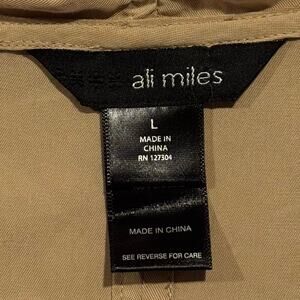 ali miles
L
MADE IN
CHINA
RN 127304
MADE IN CHINA
SEE REVERSE FOR CARE